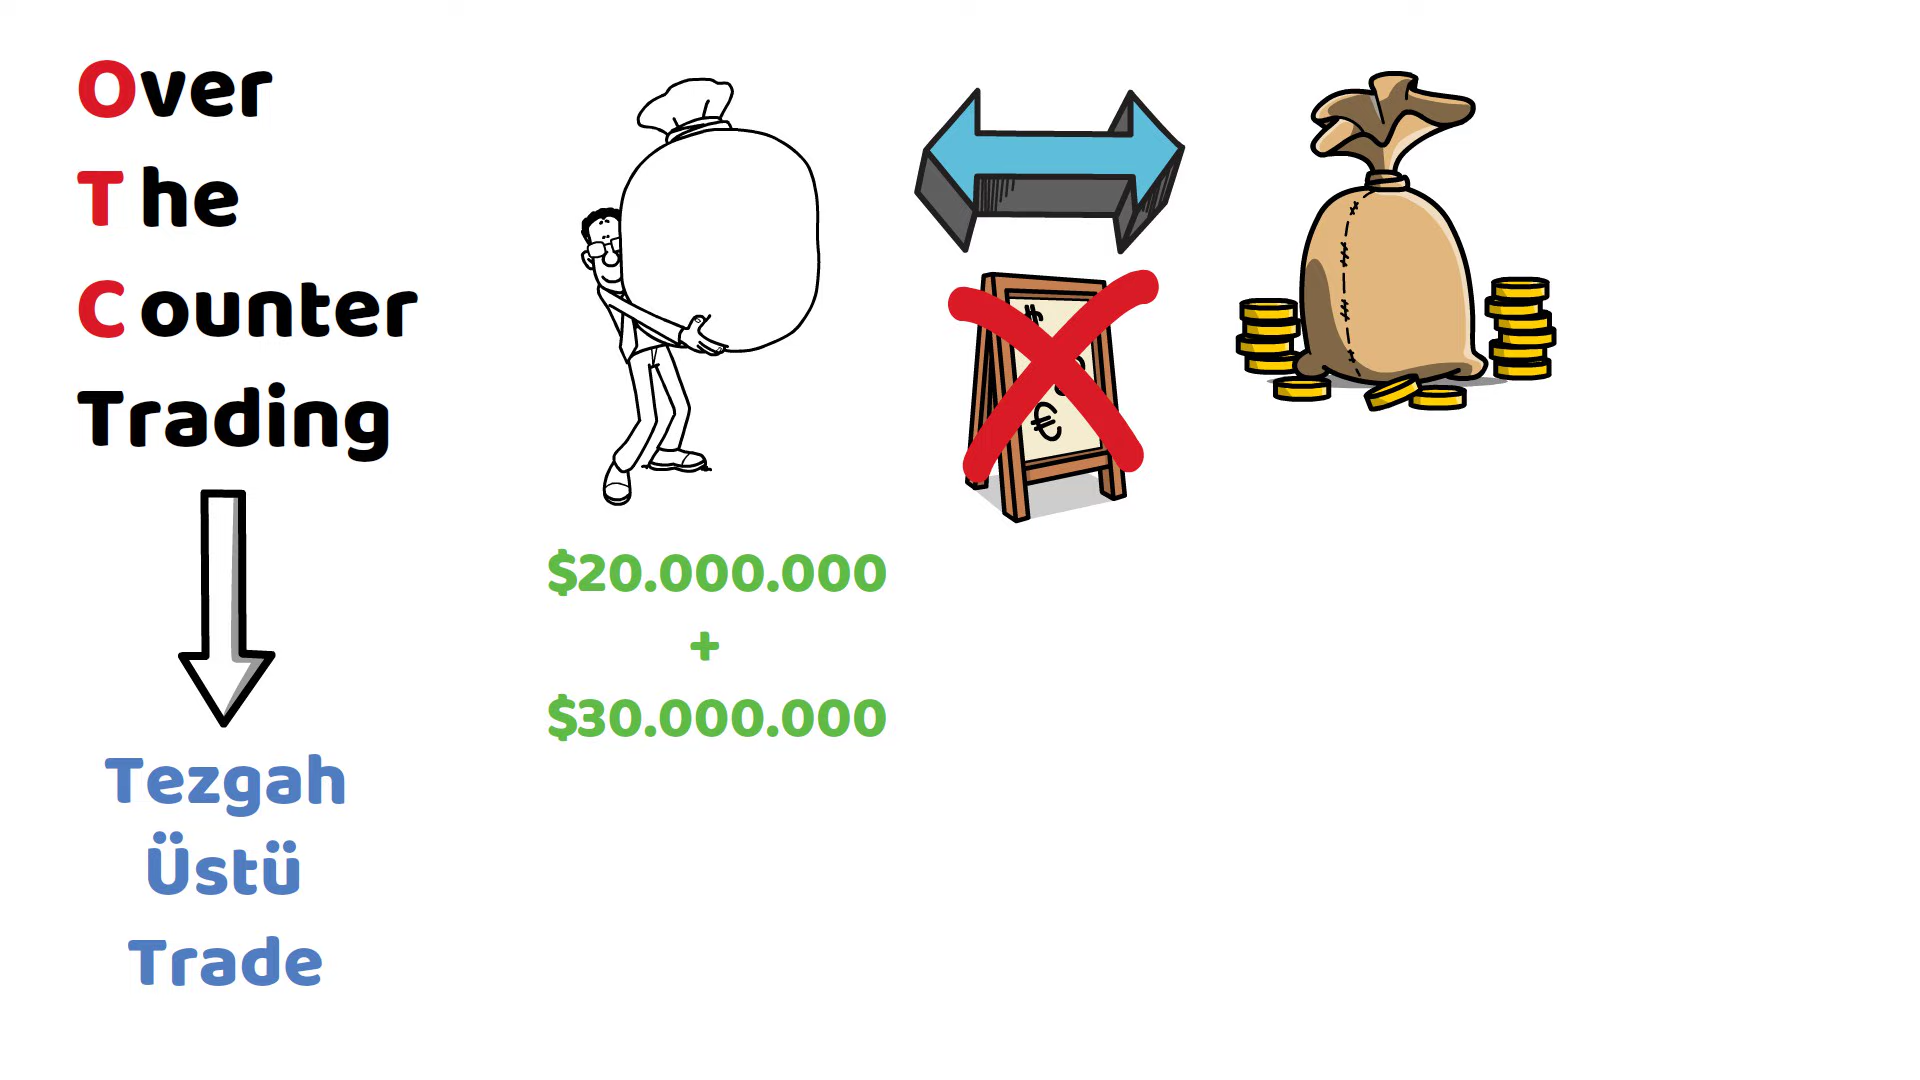 Over
The
Counter
Trading
Tezgah
Üstü
Trade
€
$20.000.000
+
$30.000.000